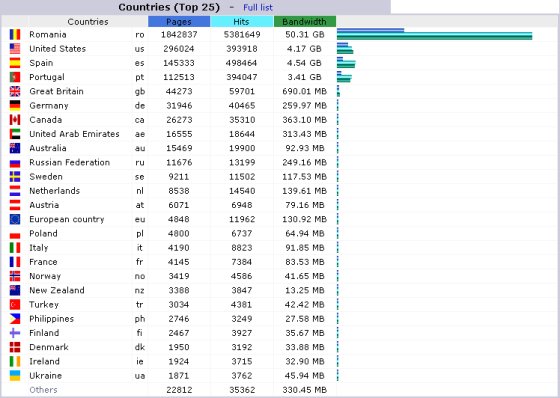 Countries (Top 25) - Full list
Countries Pages Hits Bandwidth
Romania ro 1842837 5381649 50.31 GB
United States us 296024 393918 4.17 GB
Spain es 145333 498464 4.54 GB
Portugal pt 112513 394047 3.41 GB
Great Britain gb 44273 59701 690.01 MB
Germany de 31946 40465 259.97 MB
Canada ca 26273 35310 363.10 MB
United Arab Emirates ae 16555 18644 313.43 MB
Australia au 15469 19900 92.93 MB
Russian Federation ru 11676 13199 249.16 MB
Sweden se 9211 11502 117.53 MB
Netherlands nl 8538 14540 139.61 MB
Austria at 6071 6948 79.16 MB
European country eu 4848 11962 130.92 MB
Poland pl 4800 6737 64.94 MB
Italy it 4190 8823 91.85 MB
France fr 4145 7384 83.53 MB
Norway no 3419 4586 41.65 MB
New Zealand nz 3388 3847 13.25 MB
Turkey tr 3034 4381 42.42 MB
Philippines ph 2746 3249 27.58 MB
Finland fi 2467 3927 35.67 MB
Denmark dk 1950 3192 33.88 MB
Ireland ie 1924 3715 32.90 MB
Ukraine ua 1871 3762 45.94 MB
Others 22812 35362 330.45 MB